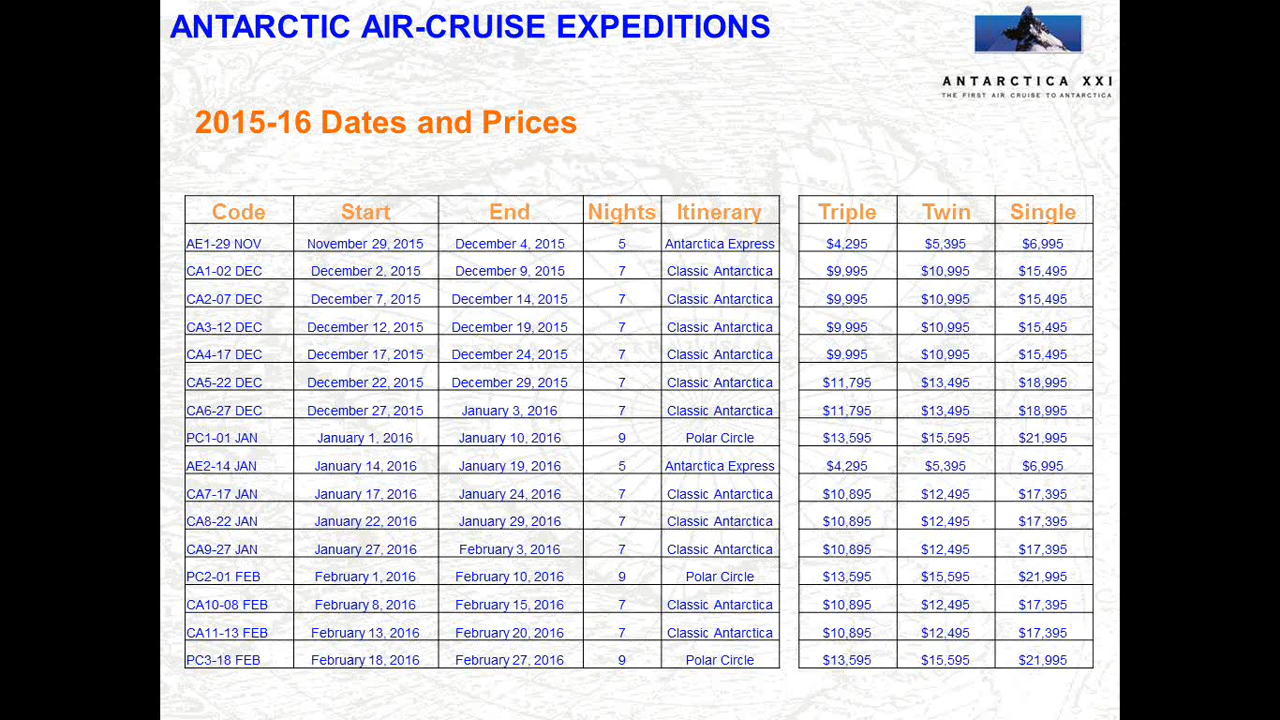 ANTARCTIC AIR-CRUISE EXPEDITIONS
ANTARCTICA XXI
THE FIRST AIR CRUISE TO ANTARCTICA
2015-16 Dates and Prices
Code Start End Nights Itinerary Triple Twin Single
AE1-29 NOV November 29, 2015 December 4, 2015 5 Antarctica Express $4,295 $5,395 $6,995
CA1-02 DEC December 2, 2015 December 9, 2015 7 Classic Antarctica $9,995 $10,995 $15,495
CA2-07 DEC December 7, 2015 December 14, 2015 7 Classic Antarctica $9,995 $10,995 $15,495
CA3-12 DEC December 12, 2015 December 19, 2015 7 Classic Antarctica $9,995 $10,995 $15,495
CA4-17 DEC December 17, 2015 December 24, 2015 7 Classic Antarctica $9,995 $10,995 $15,495
CA5-22 DEC December 22, 2015 December 29, 2015 7 Classic Antarctica $11,795 $13,495 $18,995
CA6-27 DEC December 27, 2015 January 3, 2016 7 Classic Antarctica $11,795 $13,495 $18,995
PC1-01 JAN January 1, 2016 January 10, 2016 9 Polar Circle $13,595 $15,595 $21,995
AE2-14 JAN January 14, 2016 January 19, 2016 5 Antarctica Express $4,295 $5,395 $6,995
CA7-17 JAN January 17, 2016 January 24, 2016 7 Classic Antarctica $10,895 $12,495 $17,395
CA8-22 JAN January 22, 2016 January 29, 2016 7 Classic Antarctica $10,895 $12,495 $17,395
CA9-27 JAN January 27, 2016 February 3, 2016 7 Classic Antarctica $10,895 $12,495 $17,395
PC2-01 FEB February 1, 2016 February 10, 2016 9 Polar Circle $13,595 $15,595 $21,995
CA10-08 FEB February 8, 2016 February 15, 2016 7 Classic Antarctica $10,895 $12,495 $17,395
CA11-13 FEB February 13, 2016 February 20, 2016 7 Classic Antarctica $10,895 $12,495 $17,395
PC3-18 FEB February 18, 2016 February 27, 2016 9 Polar Circle $13,595 $15,595 $21,995